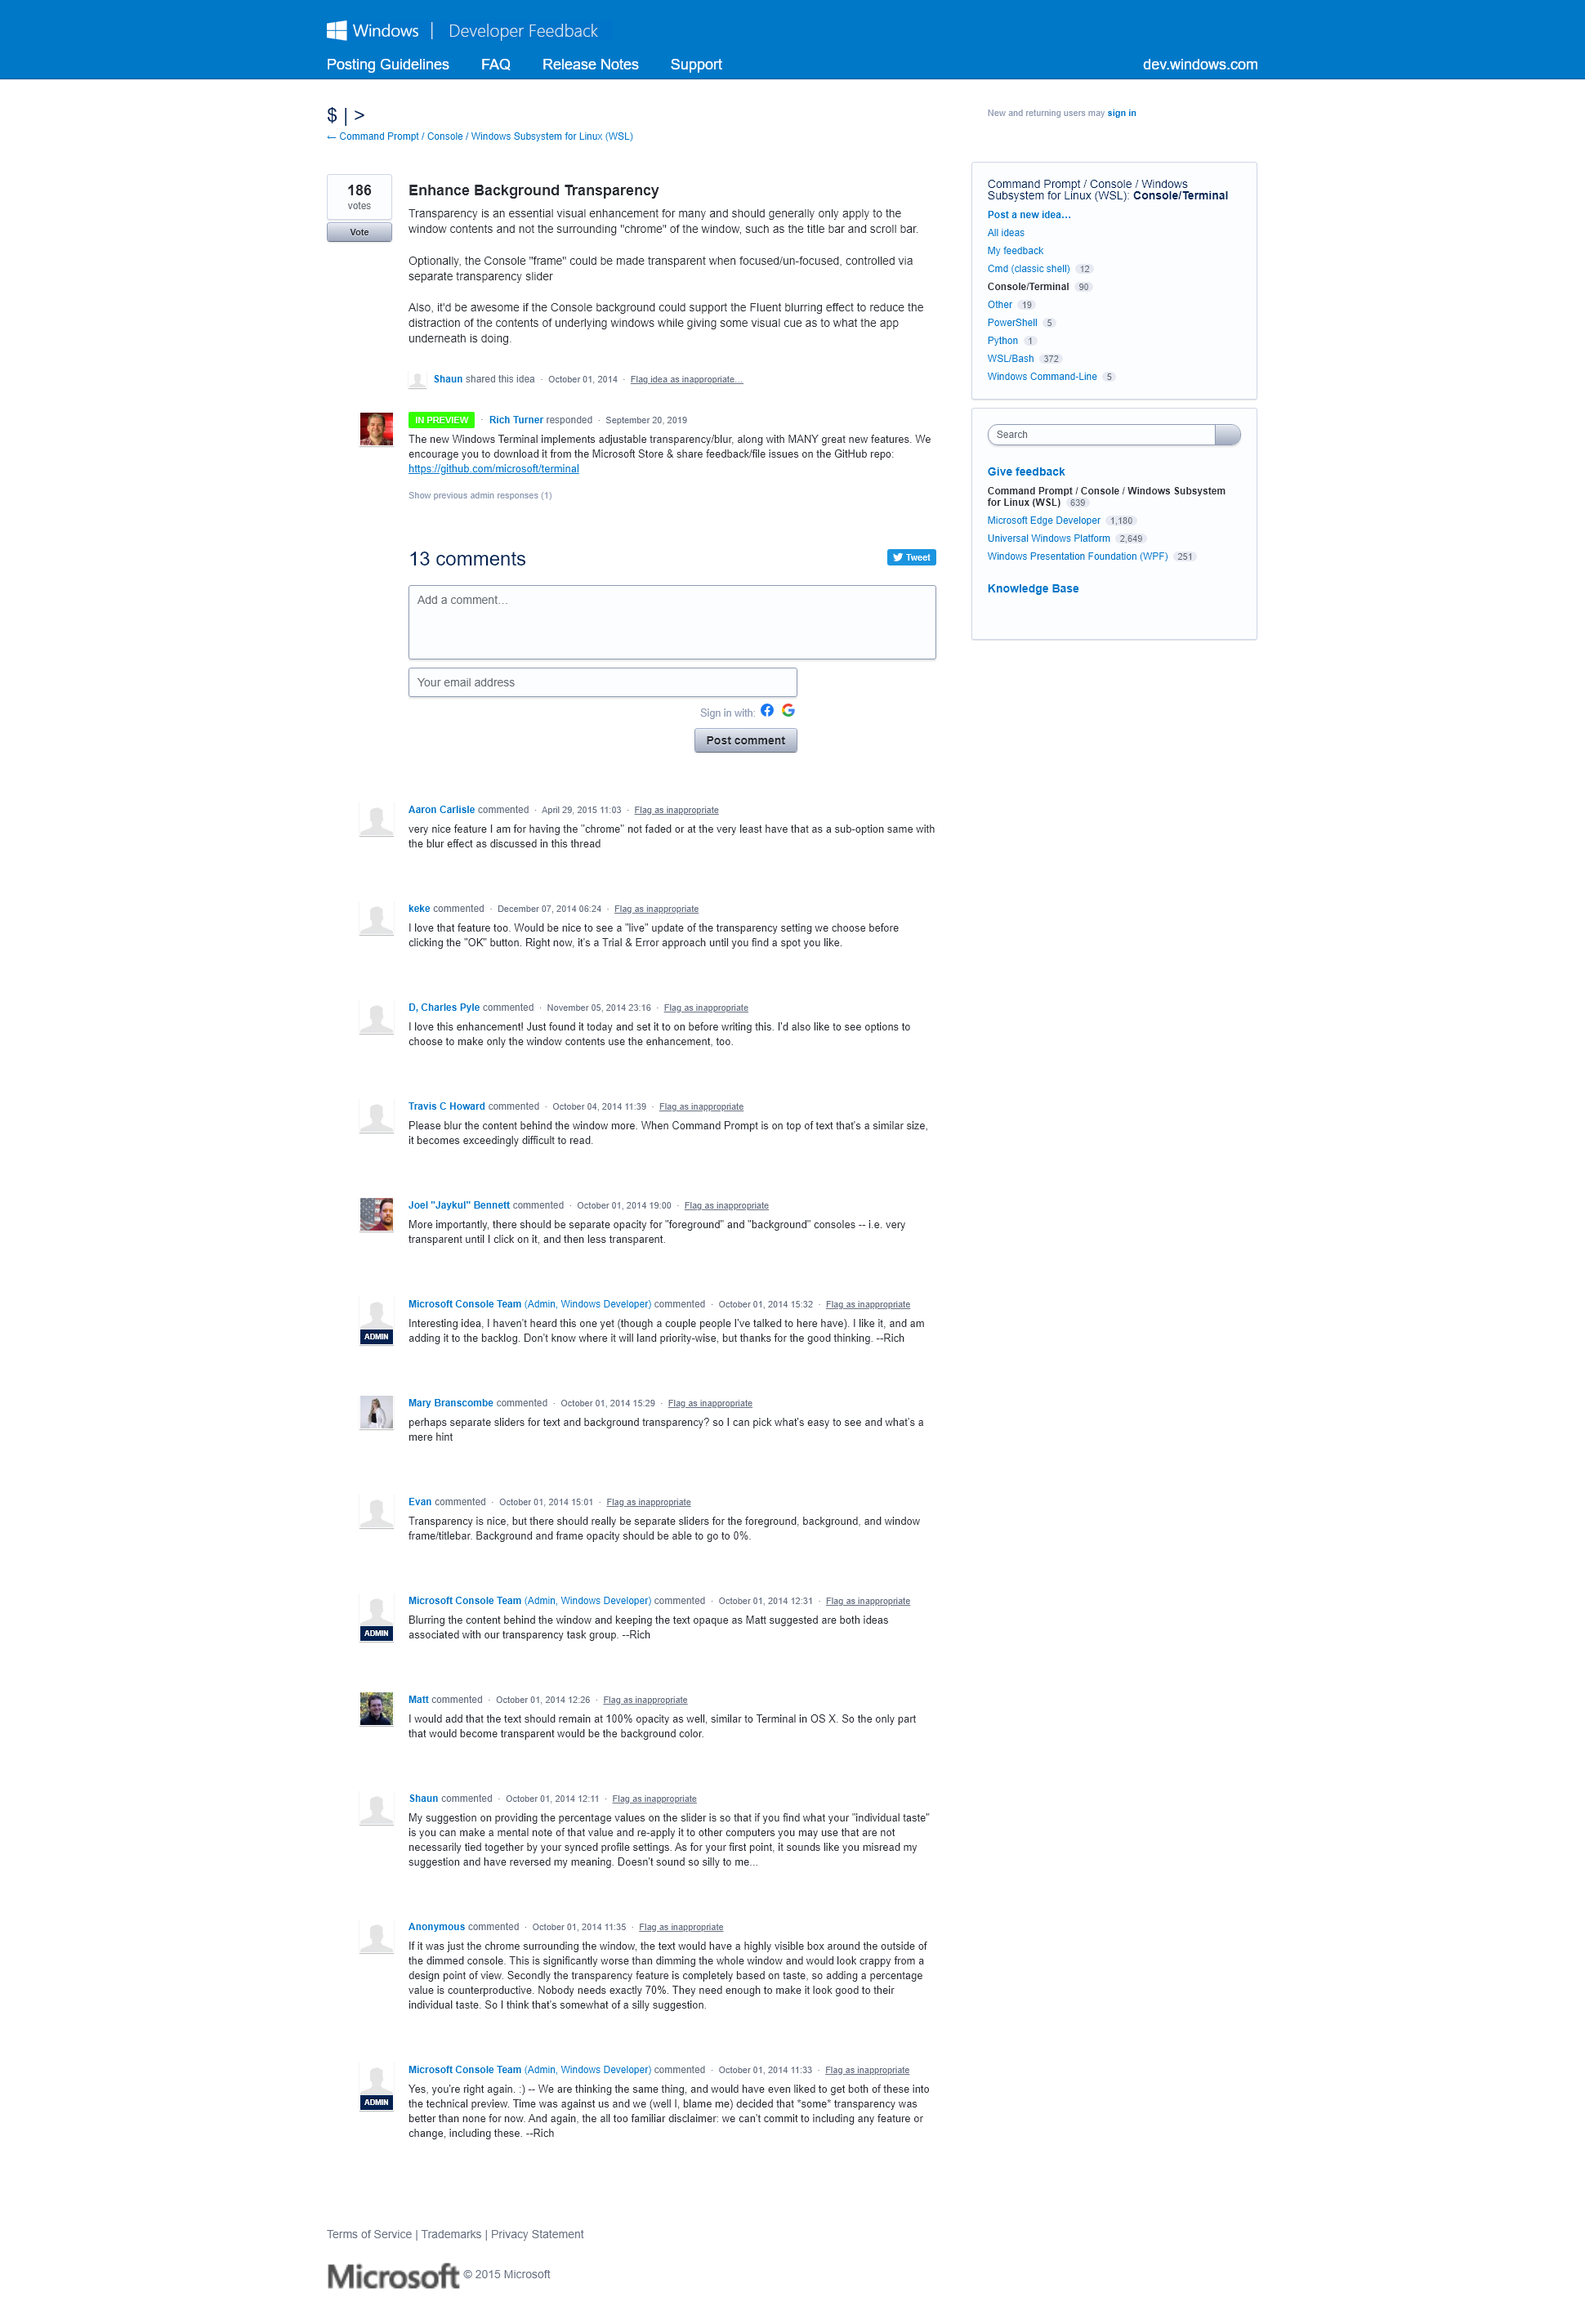 Windows | Developer Feedback
Posting Guidelines FAQ Release Notes Support dev.windows.com
$ | >
← Command Prompt / Console / Windows Subsystem for Linux (WSL)
New and returning users may sign in
186
votes
Vote
Enhance Background Transparency
Transparency is an essential visual enhancement for many and should generally only apply to the
window contents and not the surrounding "chrome" of the window, such as the title bar and scroll bar.
Optionally, the Console "frame" could be made transparent when focused/un-focused, controlled via
separate transparency slider
Also, it'd be awesome if the Console background could support the Fluent blurring effect to reduce the
distraction of the contents of underlying windows while giving some visual cue as to what the app
underneath is doing.
Shaun shared this idea · October 01, 2014 · Flag idea as inappropriate…
IN PREVIEW · Rich Turner responded · September 20, 2019
The new Windows Terminal implements adjustable transparency/blur, along with MANY great new features. We
encourage you to download it from the Microsoft Store & share feedback/file issues on the GitHub repo:
https://github.com/microsoft/terminal
Show previous admin responses (1)
Command Prompt / Console / Windows
Subsystem for Linux (WSL): Console/Terminal
Post a new idea…
All ideas
My feedback
Cmd (classic shell) 12
Console/Terminal 90
Other 19
PowerShell 5
Python 1
WSL/Bash 372
Windows Command-Line 5
Search
Give feedback
Command Prompt / Console / Windows Subsystem
for Linux (WSL) 639
Microsoft Edge Developer 1,180
Universal Windows Platform 2,649
Windows Presentation Foundation (WPF) 251
Knowledge Base
13 comments
Tweet
Add a comment…
Your email address
Sign in with:
Post comment
Aaron Carlisle commented · April 29, 2015 11:03 · Flag as inappropriate
very nice feature I am for having the "chrome" not faded or at the very least have that as a sub-option same with
the blur effect as discussed in this thread
keke commented · December 07, 2014 06:24 · Flag as inappropriate
I love that feature too. Would be nice to see a "live" update of the transparency setting we choose before
clicking the "OK" button. Right now, it's a Trial & Error approach until you find a spot you like.
D, Charles Pyle commented · November 05, 2014 23:16 · Flag as inappropriate
I love this enhancement! Just found it today and set it to on before writing this. I'd also like to see options to
choose to make only the window contents use the enhancement, too.
Travis C Howard commented · October 04, 2014 11:39 · Flag as inappropriate
Please blur the content behind the window more. When Command Prompt is on top of text that's a similar size,
it becomes exceedingly difficult to read.
Joel "Jaykul" Bennett commented · October 01, 2014 19:00 · Flag as inappropriate
More importantly, there should be separate opacity for "foreground" and "background" consoles -- i.e. very
transparent until I click on it, and then less transparent.
Microsoft Console Team (Admin, Windows Developer) commented · October 01, 2014 15:32 · Flag as inappropriate
ADMIN
Interesting idea, I haven't heard this one yet (though a couple people I've talked to here have). I like it, and am
adding it to the backlog. Don't know where it will land priority-wise, but thanks for the good thinking. --Rich
Mary Branscombe commented · October 01, 2014 15:29 · Flag as inappropriate
perhaps separate sliders for text and background transparency? so I can pick what's easy to see and what's a
mere hint
Evan commented · October 01, 2014 15:01 · Flag as inappropriate
Transparency is nice, but there should really be separate sliders for the foreground, background, and window
frame/titlebar. Background and frame opacity should be able to go to 0%.
Microsoft Console Team (Admin, Windows Developer) commented · October 01, 2014 12:31 · Flag as inappropriate
ADMIN
Blurring the content behind the window and keeping the text opaque as Matt suggested are both ideas
associated with our transparency task group. --Rich
Matt commented · October 01, 2014 12:26 · Flag as inappropriate
I would add that the text should remain at 100% opacity as well, similar to Terminal in OS X. So the only part
that would become transparent would be the background color.
Shaun commented · October 01, 2014 12:11 · Flag as inappropriate
My suggestion on providing the percentage values on the slider is so that if you find what your "individual taste"
is you can make a mental note of that value and re-apply it to other computers you may use that are not
necessarily tied together by your synced profile settings. As for your first point, it sounds like you misread my
suggestion and have reversed my meaning. Doesn't sound so silly to me...
Anonymous commented · October 01, 2014 11:35 · Flag as inappropriate
If it was just the chrome surrounding the window, the text would have a highly visible box around the outside of
the dimmed console. This is significantly worse than dimming the whole window and would look crappy from a
design point of view. Secondly the transparency feature is completely based on taste, so adding a percentage
value is counterproductive. Nobody needs exactly 70%. They need enough to make it look good to their
individual taste. So I think that's somewhat of a silly suggestion.
Microsoft Console Team (Admin, Windows Developer) commented · October 01, 2014 11:33 · Flag as inappropriate
ADMIN
Yes, you're right again. :) -- We are thinking the same thing, and would have even liked to get both of these into
the technical preview. Time was against us and we (well I, blame me) decided that *some* transparency was
better than none for now. And again, the all too familiar disclaimer: we can't commit to including any feature or
change, including these. --Rich
Terms of Service | Trademarks | Privacy Statement
Microsoft © 2015 Microsoft